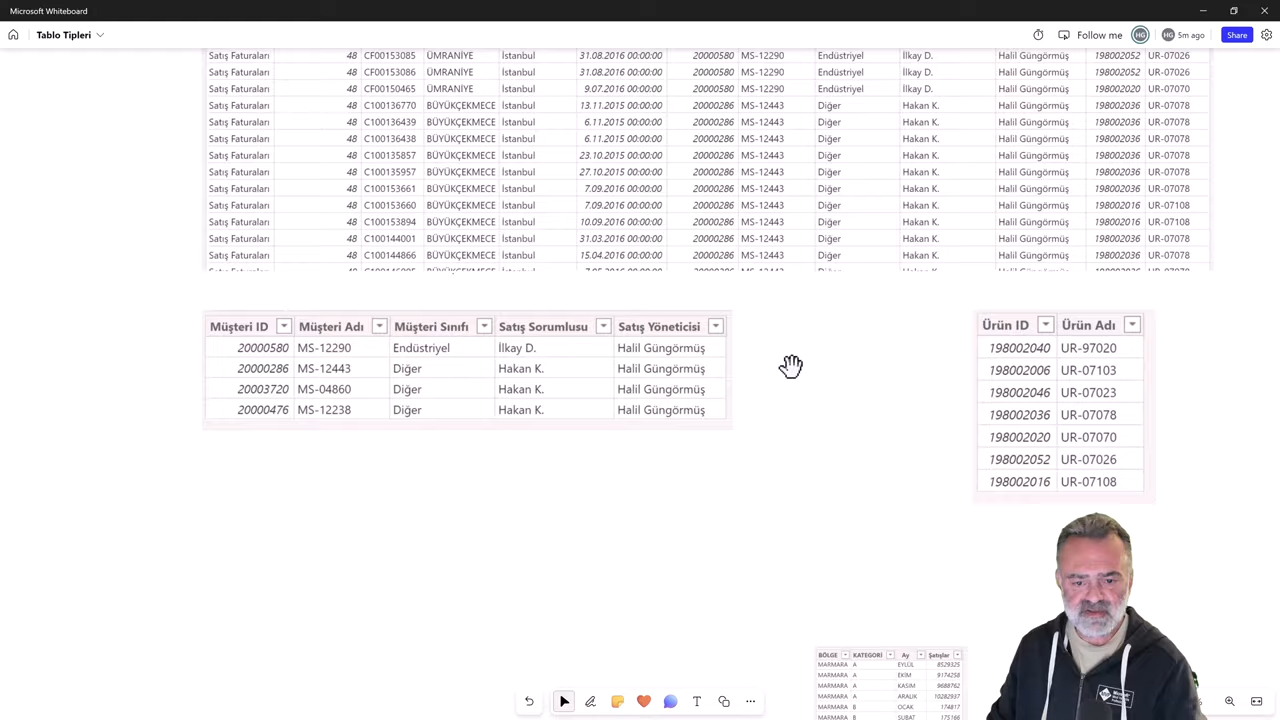 Microsoft Whiteboard
Tablo Tipleri
Follow me
HG
HG
5m ago
Share
Satış Faturaları 48 CF00153085 ÜMRANİYE İstanbul 31.08.2016 00:00:00 20000580 MS-12290 Endüstriyel İlkay D. Halil Güngörmüş 198002052 UR-07026
Satış Faturaları 48 CF00153086 ÜMRANİYE İstanbul 31.08.2016 00:00:00 20000580 MS-12290 Endüstriyel İlkay D. Halil Güngörmüş 198002052 UR-07026
Satış Faturaları 48 CF00150465 ÜMRANİYE İstanbul 9.07.2016 00:00:00 20000580 MS-12290 Endüstriyel İlkay D. Halil Güngörmüş 198002020 UR-07070
Satış Faturaları 48 C100136770 BÜYÜKÇEKMECE İstanbul 13.11.2015 00:00:00 20000286 MS-12443 Diğer Hakan K. Halil Güngörmüş 198002036 UR-07078
Satış Faturaları 48 C100136439 BÜYÜKÇEKMECE İstanbul 6.11.2015 00:00:00 20000286 MS-12443 Diğer Hakan K. Halil Güngörmüş 198002036 UR-07078
Satış Faturaları 48 C100136438 BÜYÜKÇEKMECE İstanbul 6.11.2015 00:00:00 20000286 MS-12443 Diğer Hakan K. Halil Güngörmüş 198002036 UR-07078
Satış Faturaları 48 C100135857 BÜYÜKÇEKMECE İstanbul 23.10.2015 00:00:00 20000286 MS-12443 Diğer Hakan K. Halil Güngörmüş 198002036 UR-07078
Satış Faturaları 48 C100135957 BÜYÜKÇEKMECE İstanbul 27.10.2015 00:00:00 20000286 MS-12443 Diğer Hakan K. Halil Güngörmüş 198002036 UR-07078
Satış Faturaları 48 C100153661 BÜYÜKÇEKMECE İstanbul 7.09.2016 00:00:00 20000286 MS-12443 Diğer Hakan K. Halil Güngörmüş 198002036 UR-07078
Satış Faturaları 48 C100153660 BÜYÜKÇEKMECE İstanbul 7.09.2016 00:00:00 20000286 MS-12443 Diğer Hakan K. Halil Güngörmüş 198002016 UR-07108
Satış Faturaları 48 C100153894 BÜYÜKÇEKMECE İstanbul 10.09.2016 00:00:00 20000286 MS-12443 Diğer Hakan K. Halil Güngörmüş 198002016 UR-07108
Satış Faturaları 48 C100144001 BÜYÜKÇEKMECE İstanbul 31.03.2016 00:00:00 20000286 MS-12443 Diğer Hakan K. Halil Güngörmüş 198002036 UR-07078
Satış Faturaları 48 C100144866 BÜYÜKÇEKMECE İstanbul 15.04.2016 00:00:00 20000286 MS-12443 Diğer Hakan K. Halil Güngörmüş 198002036 UR-07078
Müşteri ID Müşteri Adı Müşteri Sınıfı Satış Sorumlusu Satış Yöneticisi
20000580 MS-12290 Endüstriyel İlkay D. Halil Güngörmüş
20000286 MS-12443 Diğer Hakan K. Halil Güngörmüş
20003720 MS-04860 Diğer Hakan K. Halil Güngörmüş
20000476 MS-12238 Diğer Hakan K. Halil Güngörmüş
Ürün ID Ürün Adı
198002040 UR-97020
198002006 UR-07103
198002046 UR-07023
198002036 UR-07078
198002020 UR-07070
198002052 UR-07026
198002016 UR-07108
BÖLGE KATEGORİ Ay Satışlar
MARMARA A EYLÜL 8529325
MARMARA A EKİM 9174258
MARMARA A KASIM 9688762
MARMARA A ARALIK 10282937
MARMARA B OCAK 174817
MARMARA B ŞUBAT 175166